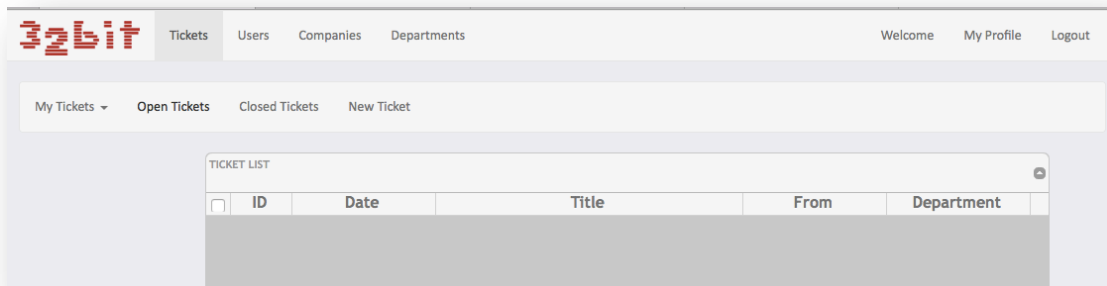 32bit Tickets Users Companies Departments Welcome My Profile Logout
My Tickets Open Tickets Closed Tickets New Ticket
TICKET LIST
ID Date Title From Department